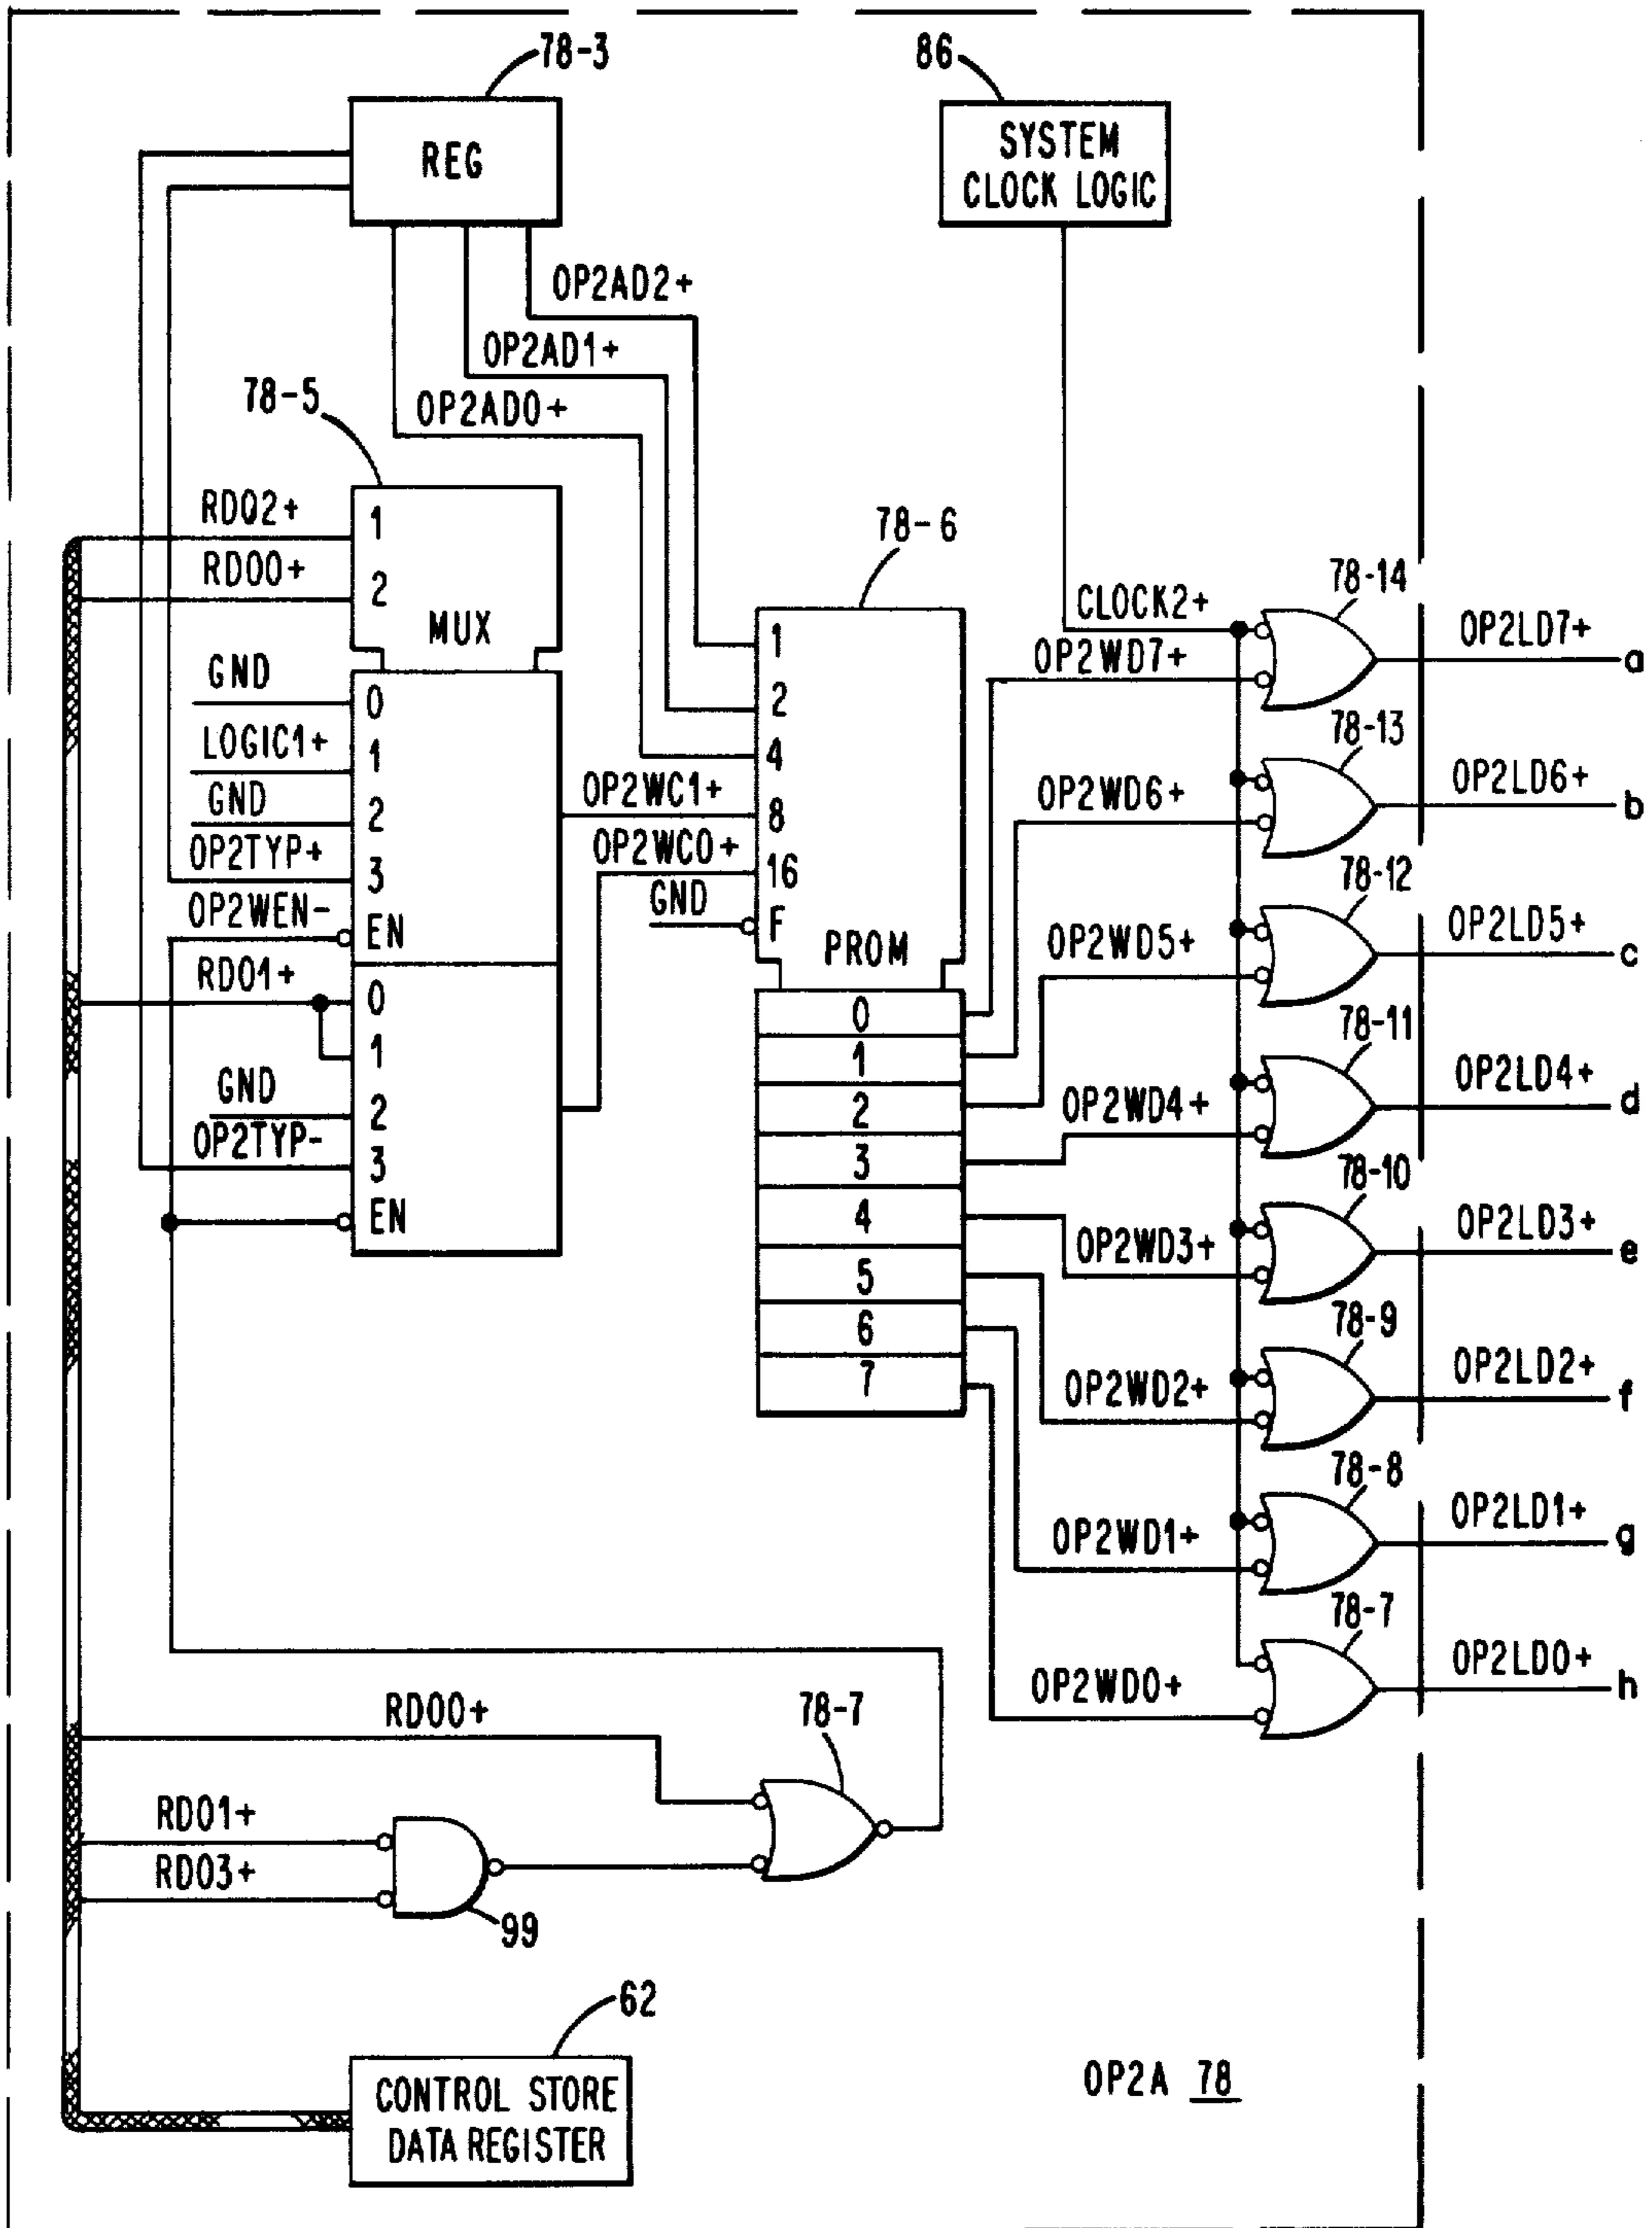 78-3
86
REG
SYSTEM
CLOCK LOGIC
OP2AD2+
OP2AD1+
OP2AD0+
78-5
RD02+
1
RD00+
2
MUX
78-6
GND
0
LOGIC1+
1
GND
2
OP2TYP+
3
OP2WEN-
EN
RD01+
0
1
GND
2
OP2TYP-
3
EN
OP2WC1+
OP2WC0+
GND
1
2
4
8
16
F
PROM
0
1
2
3
4
5
6
7
CLOCK2+
OP2WD7+
78-14
OP2LD7+
a
OP2WD6+
78-13
OP2LD6+
b
OP2WD5+
78-12
OP2LD5+
c
OP2WD4+
78-11
OP2LD4+
d
OP2WD3+
78-10
OP2LD3+
e
OP2WD2+
78-9
OP2LD2+
f
OP2WD1+
78-8
OP2LD1+
g
OP2WD0+
78-7
OP2LD0+
h
RD00+
78-7
RD01+
RD03+
99
62
CONTROL STORE
DATA REGISTER
OP2A 78